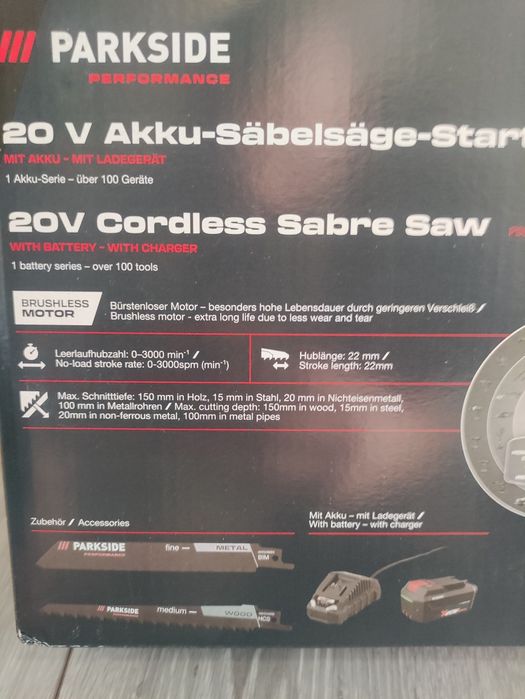 PARKSIDE
PERFORMANCE
20 V Akku-Säbelsäge-Start
MIT AKKU - MIT LADEGERÄT
1 Akku-Serie – über 100 Geräte
20V Cordless Sabre Saw
WITH BATTERY - WITH CHARGER
1 battery series – over 100 tools
BRUSHLESS
MOTOR
Bürstenloser Motor – besonders hohe Lebensdauer durch geringeren Verschleiß /
Brushless motor - extra long life due to less wear and tear
Leerlaufhubzahl: 0–3000 min⁻¹ /
No-load stroke rate: 0-3000spm (min⁻¹)
Hublänge: 22 mm /
Stroke length: 22mm
Max. Schnitttiefe: 150 mm in Holz, 15 mm in Stahl, 20 mm in Nichteisenmetall,
100 mm in Metallrohren / Max. cutting depth: 150mm in wood, 15mm in steel,
20mm in non-ferrous metal, 100mm in metal pipes
Zubehör / Accessories
Mit Akku – mit Ladegerät /
With battery – with charger
PARKSIDE
PERFORMANCE
fine — METAL
BIM
PARKSIDE
medium — WOOD
HCS